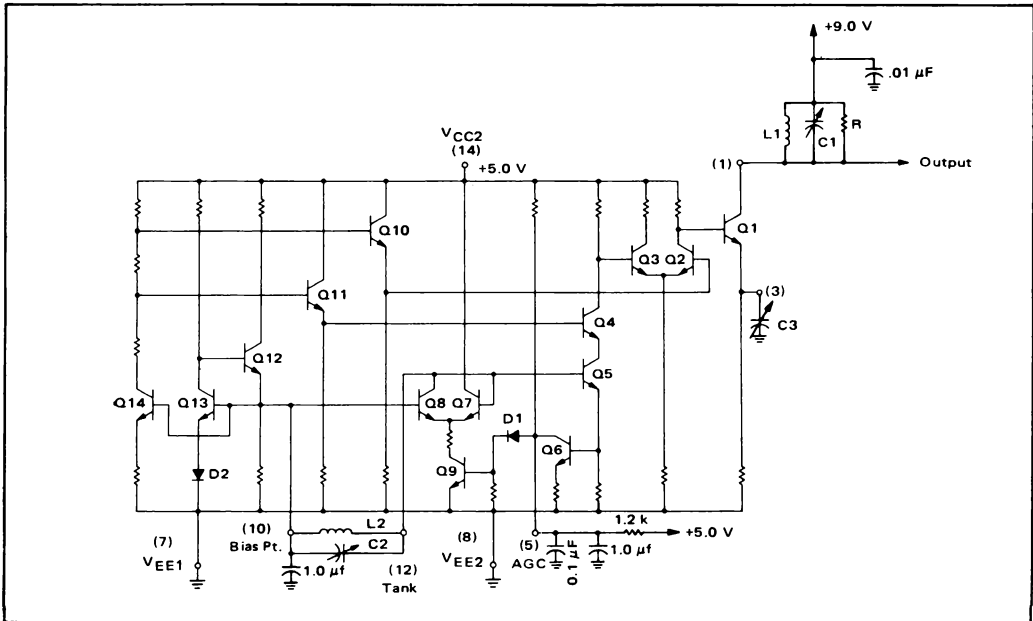 +9.0 V
.01 µF
L1
C1
R
VCC2
(14)
+5.0 V
(1)
Output
Q10
Q3
Q2
Q1
Q11
(3)
C3
Q4
Q12
Q5
Q14
Q13
Q8
Q7
D1
Q6
D2
Q9
1.2 k
+5.0 V
(7)
VEE1
(10)
Bias Pt.
L2
C2
1.0 µf
(12)
Tank
(8)
VEE2
(5)
AGC
0.1 µF
1.0 µf